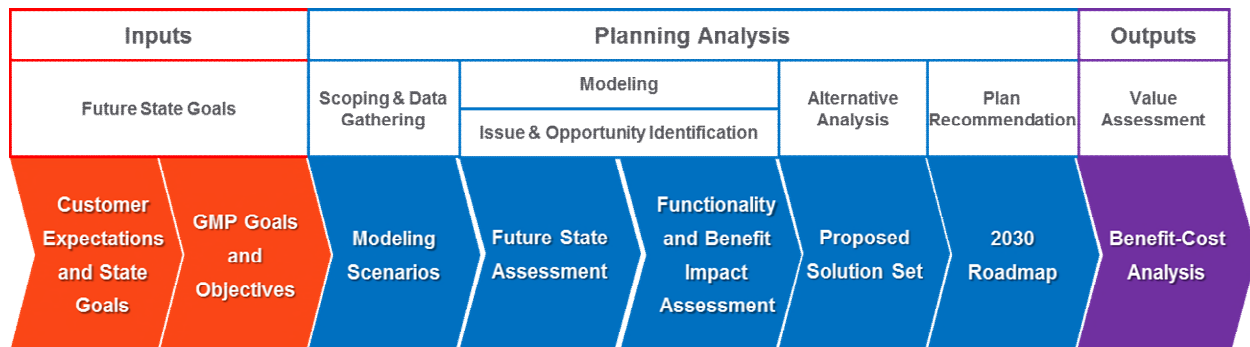 Inputs
Planning Analysis
Outputs
Future State Goals
Scoping & Data
Gathering
Modeling
Issue & Opportunity Identification
Alternative
Analysis
Plan
Recommendation
Value
Assessment
Customer
Expectations
and State
Goals
GMP Goals
and
Objectives
Modeling
Scenarios
Future State
Assessment
Functionality
and Benefit
Impact
Assessment
Proposed
Solution Set
2030
Roadmap
Benefit-Cost
Analysis